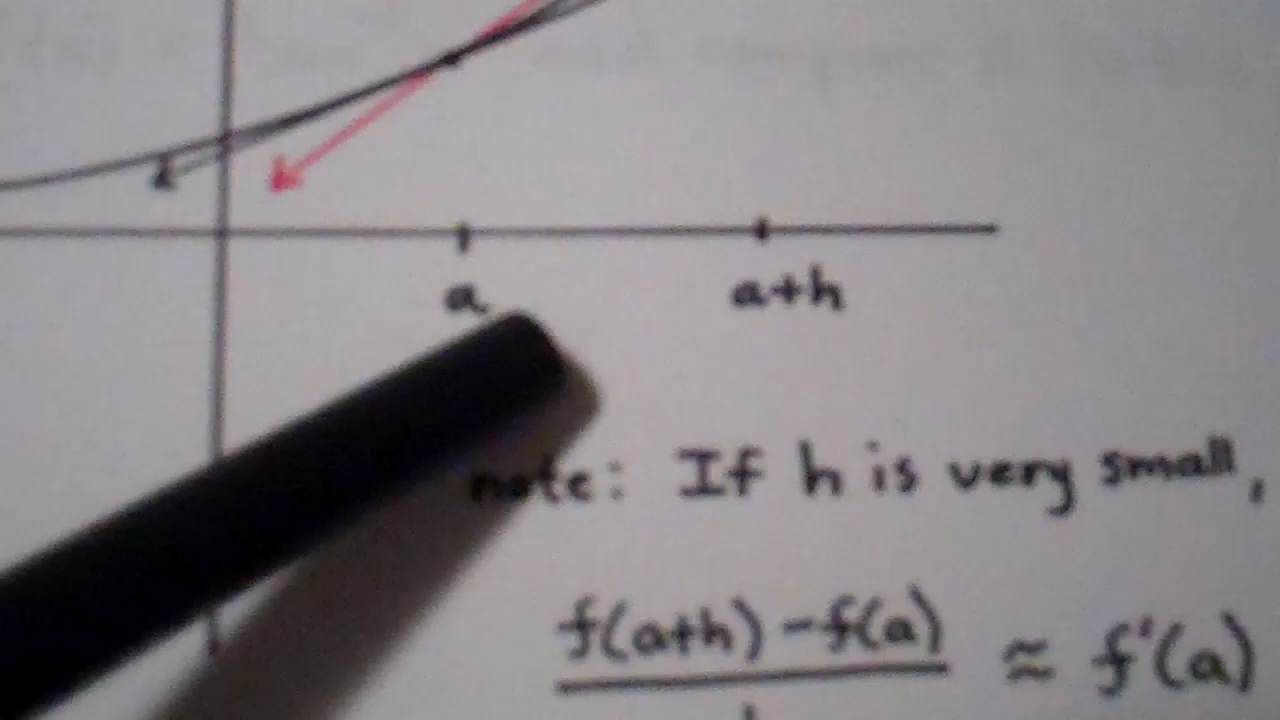 a a+h
note: If h is very small,
f(a+h) - f(a) ≈ f'(a)